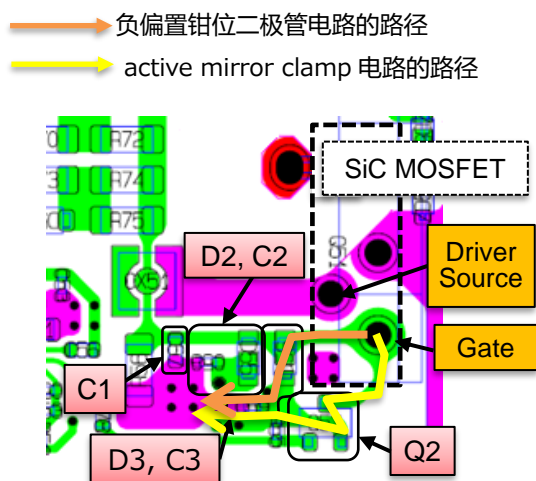 负偏置钳位二极管电路的路径
active mirror clamp 电路的路径
R72
R74
R75
SiC MOSFET
D2, C2
Driver
Source
C1
Gate
D3, C3
Q2